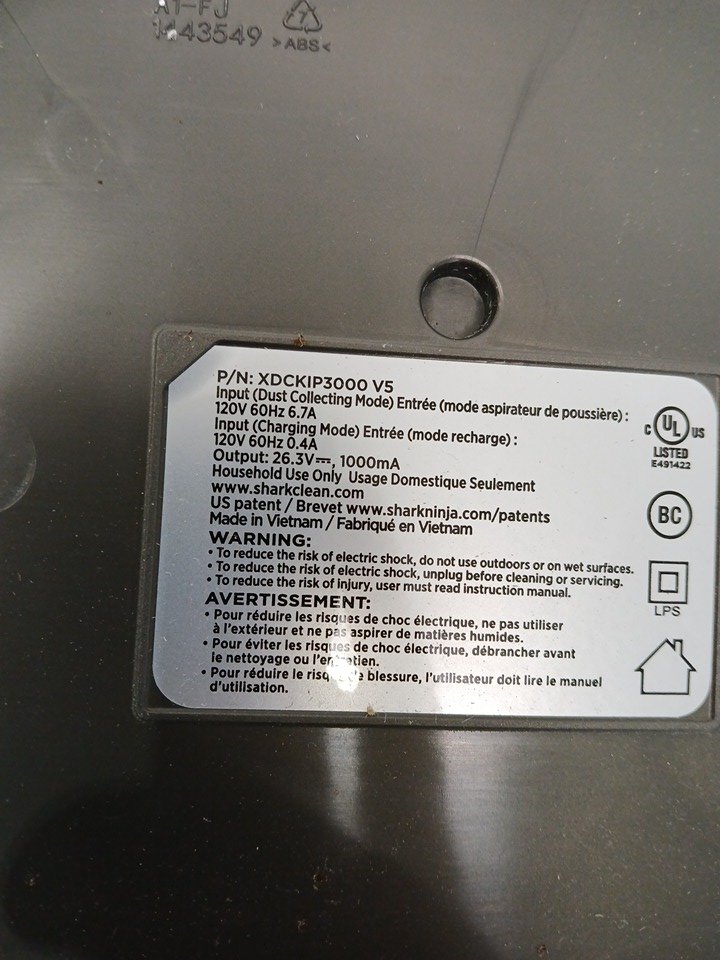 A1-FJ
1143549 >ABS<
7
P/N: XDCKIP3000 V5
Input (Dust Collecting Mode) Entrée (mode aspirateur de poussière) :
120V 60Hz 6.7A
Input (Charging Mode) Entrée (mode recharge) :
120V 60Hz 0.4A
Output: 26.3V⎓, 1000mA
Household Use Only Usage Domestique Seulement
www.sharkclean.com
US patent / Brevet www.sharkninja.com/patents
Made in Vietnam / Fabriqué en Vietnam
WARNING:
• To reduce the risk of electric shock, do not use outdoors or on wet surfaces.
• To reduce the risk of electric shock, unplug before cleaning or servicing.
• To reduce the risk of injury, user must read instruction manual.
AVERTISSEMENT:
• Pour réduire les risques de choc électrique, ne pas utiliser
à l'extérieur et ne pas aspirer de matières humides.
• Pour éviter les risques de choc électrique, débrancher avant
le nettoyage ou l'entretien.
• Pour réduire le risque de blessure, l'utilisateur doit lire le manuel
d'utilisation.
C UL US
LISTED
E491422
BC
LPS